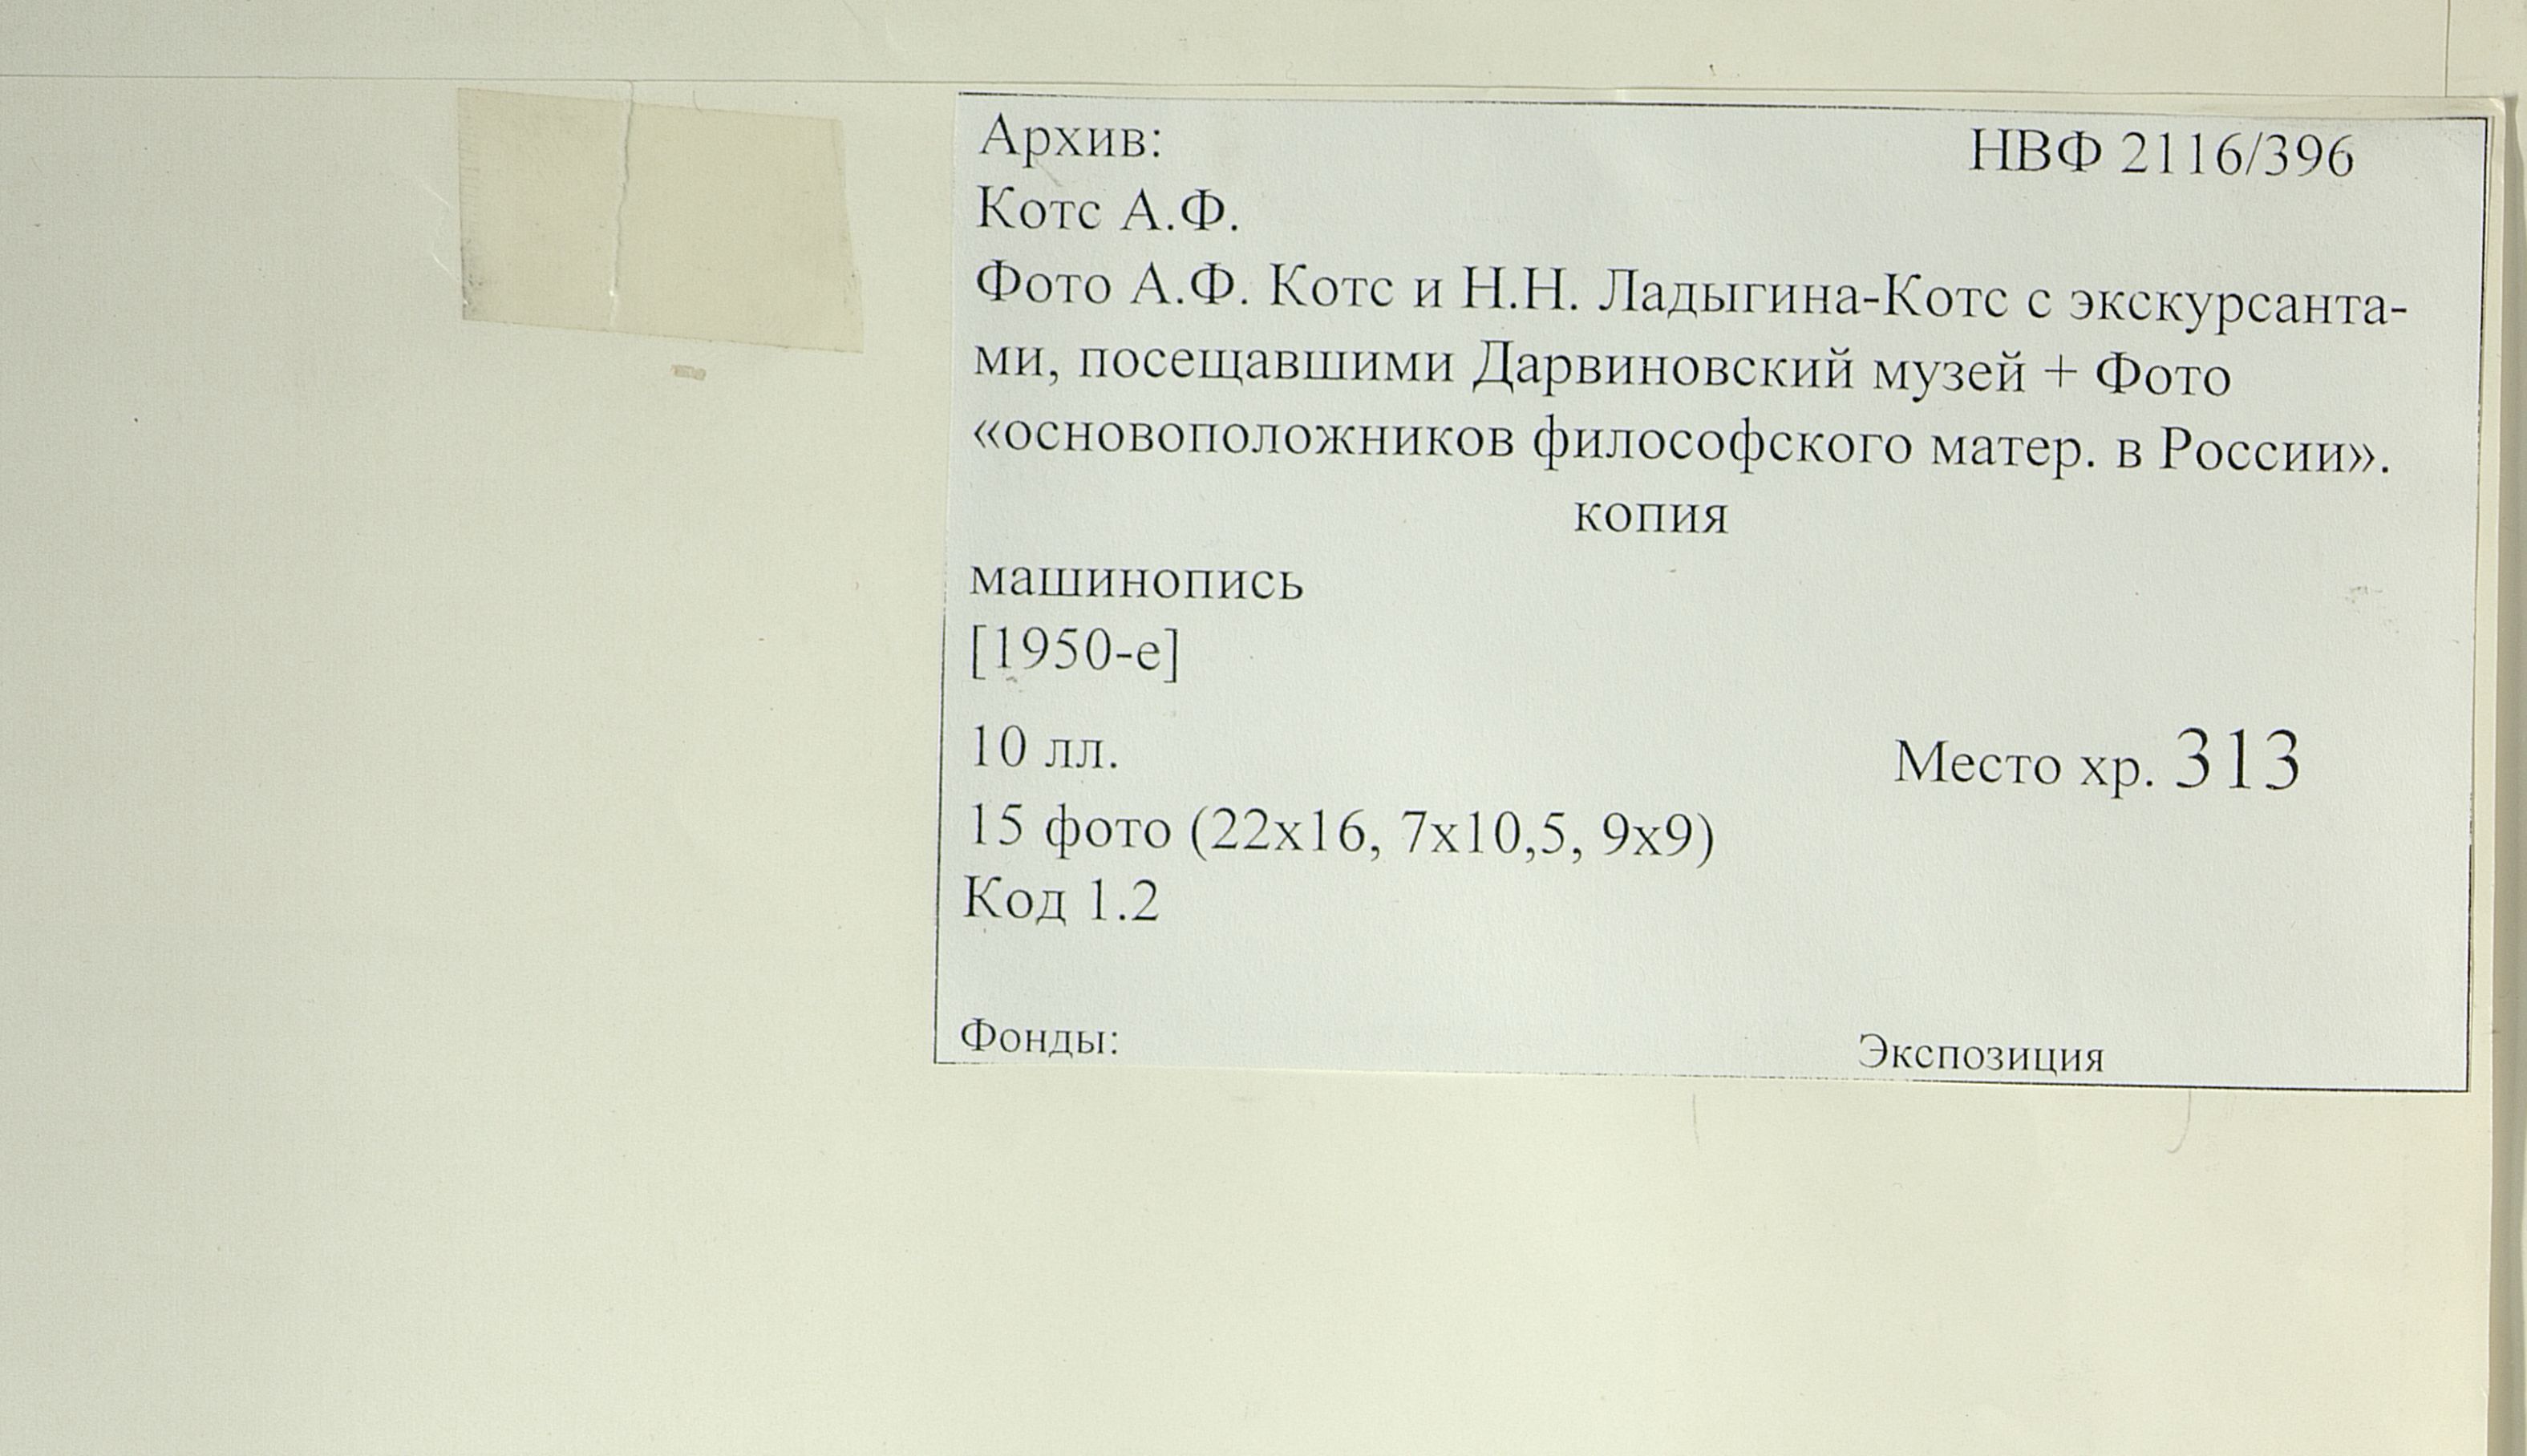 Архив:
НВФ 2116/396
Котс А.Ф.
Фото А.Ф. Котс и Н.Н. Ладыгина-Котс с экскурсанта-
ми, посещавшими Дарвиновский музей + Фото
«основоположников философского матер. в России».
копия
машинопись
[1950-е]
10 лл.
Место хр. 313
15 фото (22х16, 7х10,5, 9х9)
Код 1.2
Фонды:
Экспозиция